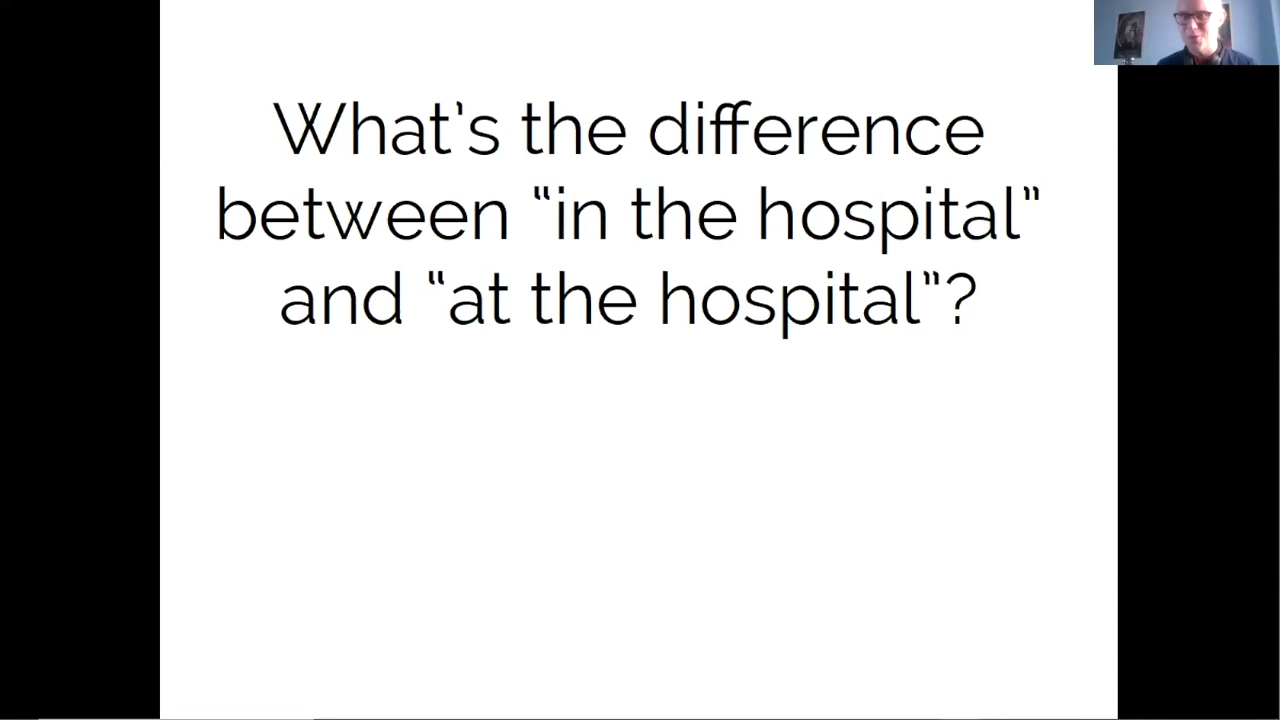 What's the difference
between “in the hospital”
and “at the hospital”?